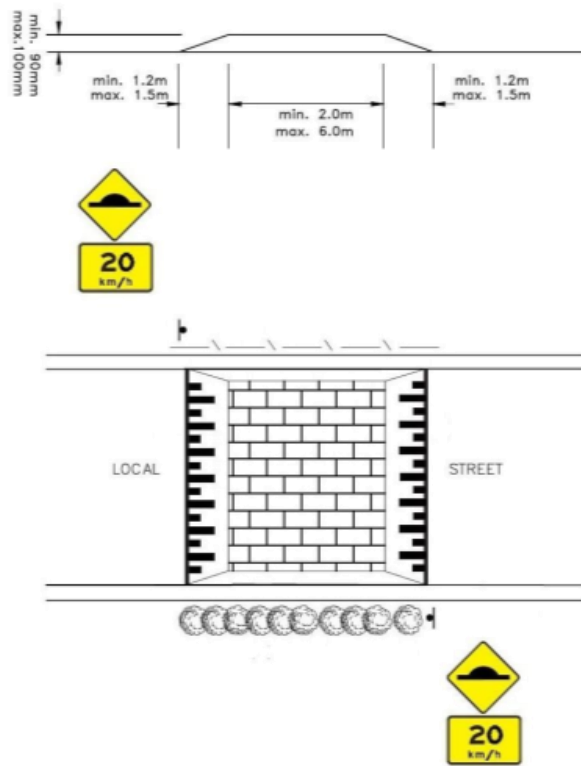 min. 90mm
max.100mm
min. 1.2m
max. 1.5m
min. 2.0m
max. 6.0m
min. 1.2m
max. 1.5m
20
km/h
LOCAL
STREET
20
km/h